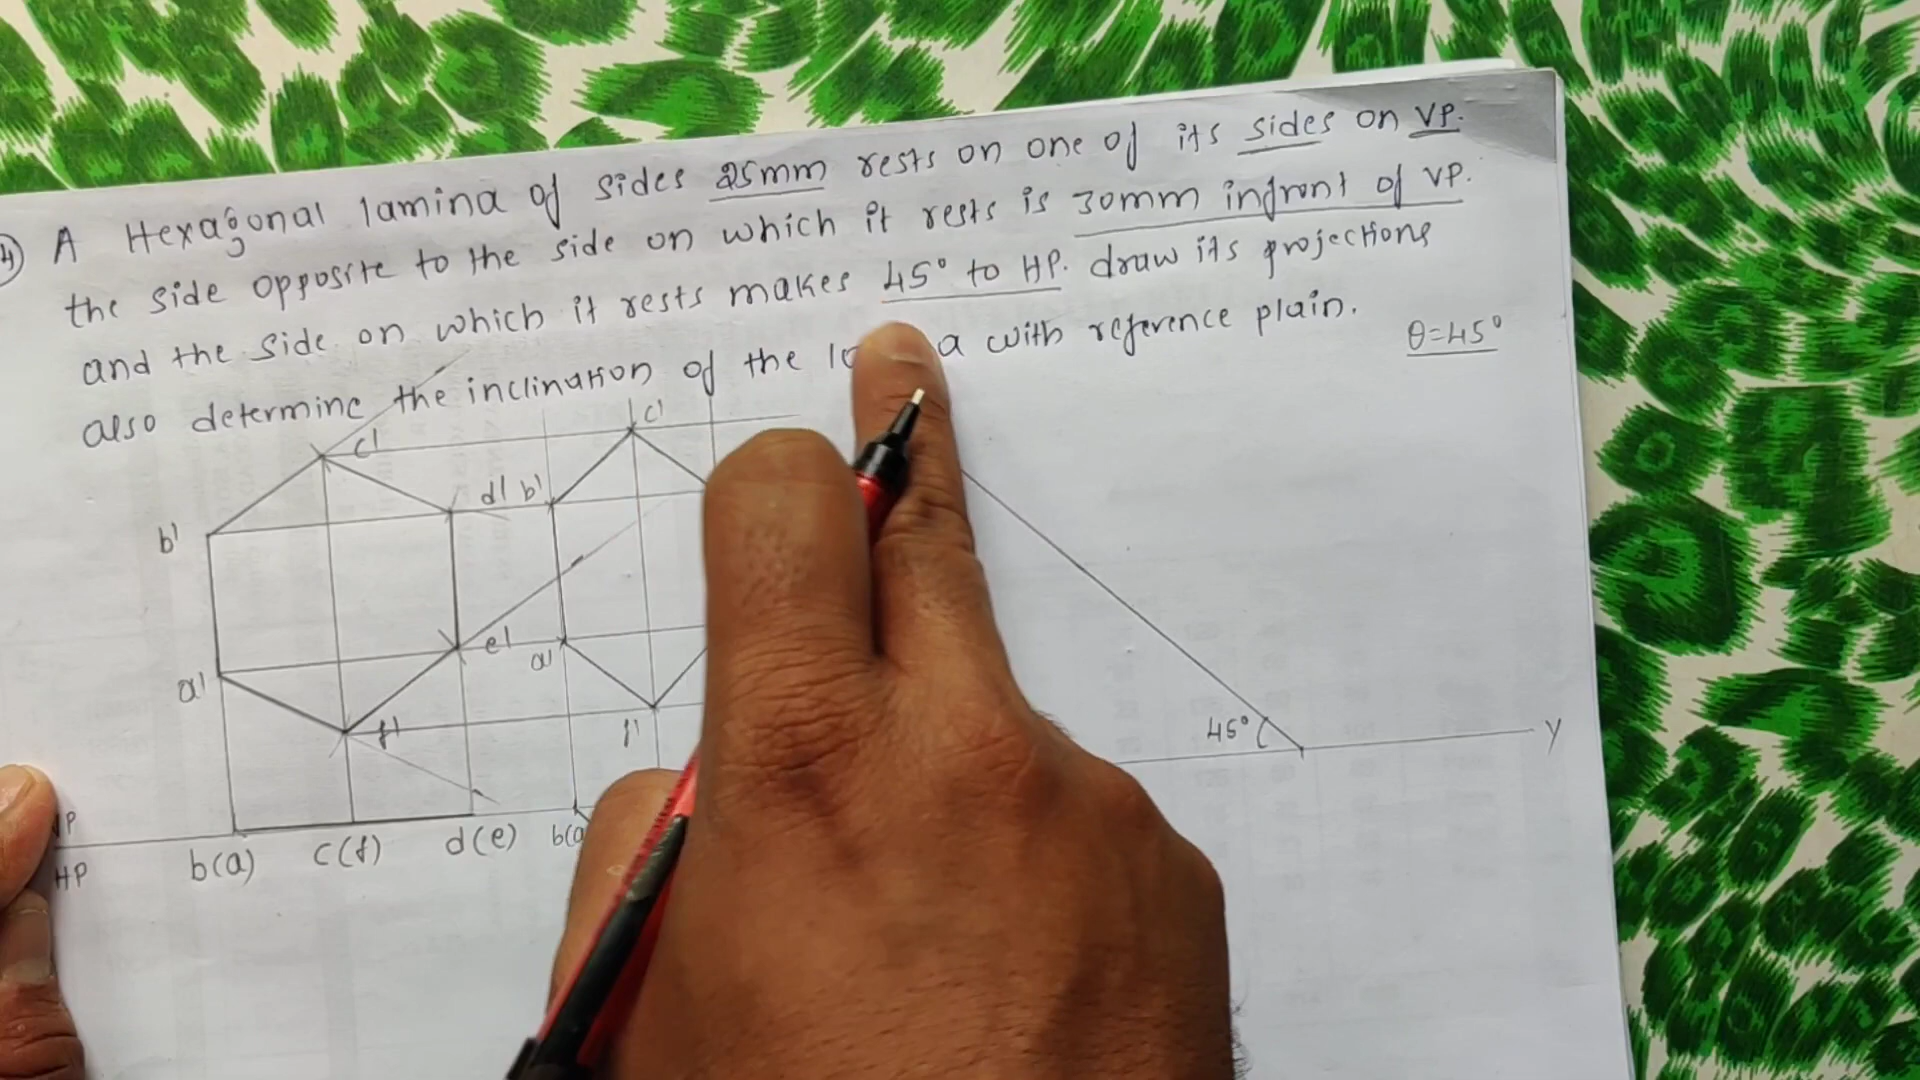 4) A Hexagonal lamina of sides 25mm rests on one of its sides on VP.
the side opposite to the side on which it rests is 30mm infront of VP.
and the side on which it rests makes 45° to HP. draw its projections
also determine the inclination of the a with reference plain.
θ=45°
c' c'
b' d' b'
a' e' a'
f' f'
45° Y
VP
HP b(a) c(f) d(e)